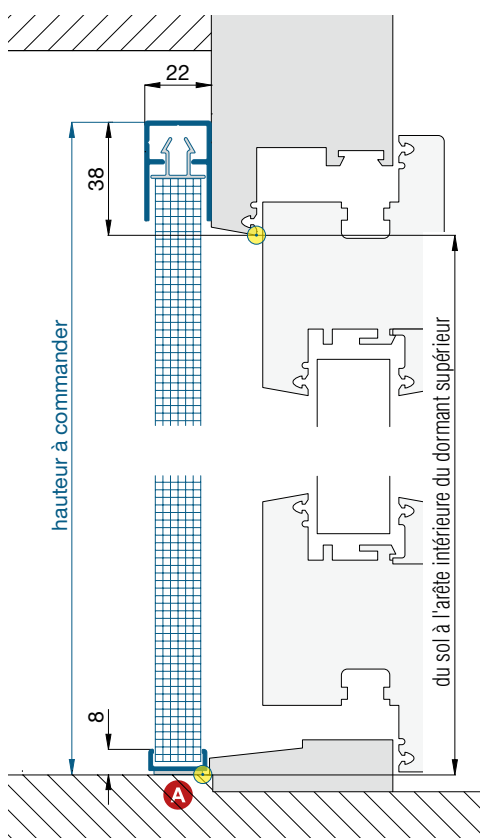 22
38
hauteur à commander
du sol à l'arête intérieure du dormant supérieur
8
A